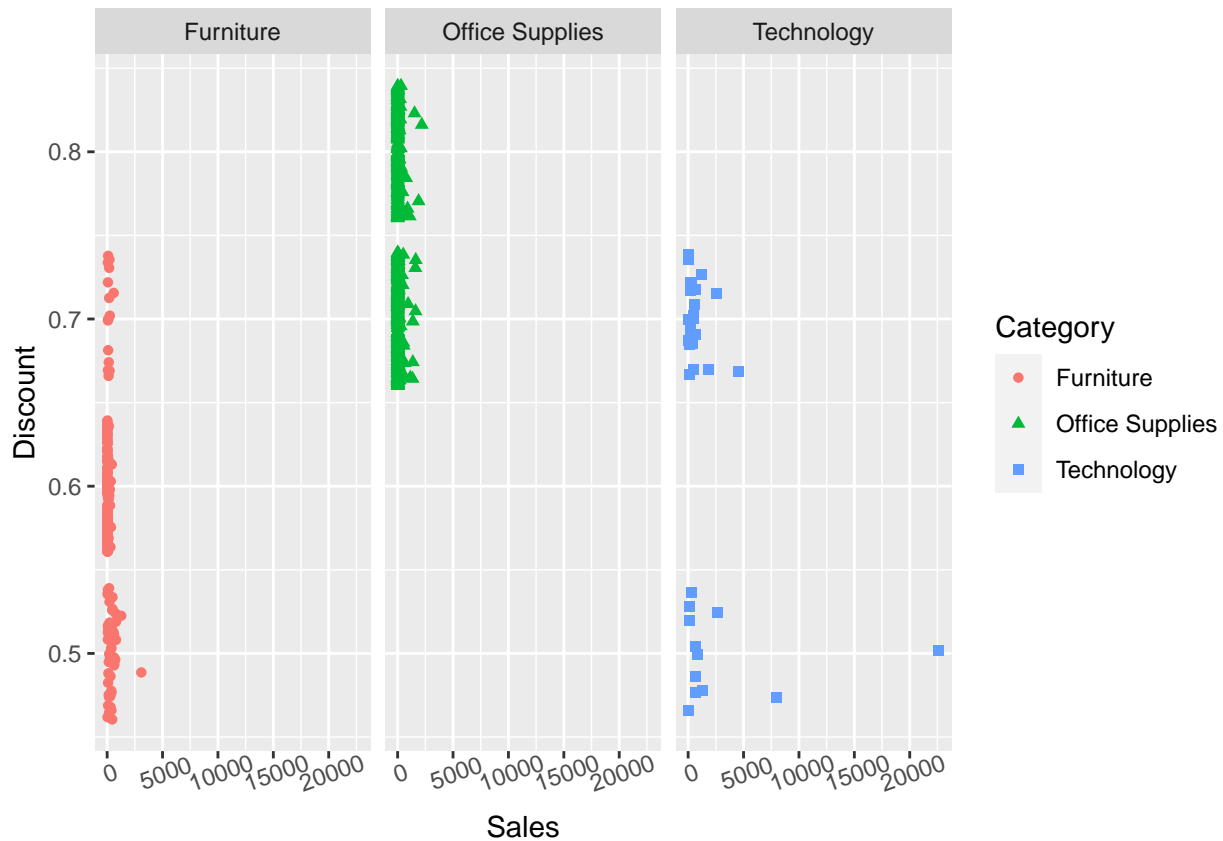 Furniture
Office Supplies
Technology
0.8
0.7
0.6
0.5
Discount
0 5000 10000 15000 20000
0 5000 10000 15000 20000
0 5000 10000 15000 20000
Sales
Category
Furniture
Office Supplies
Technology